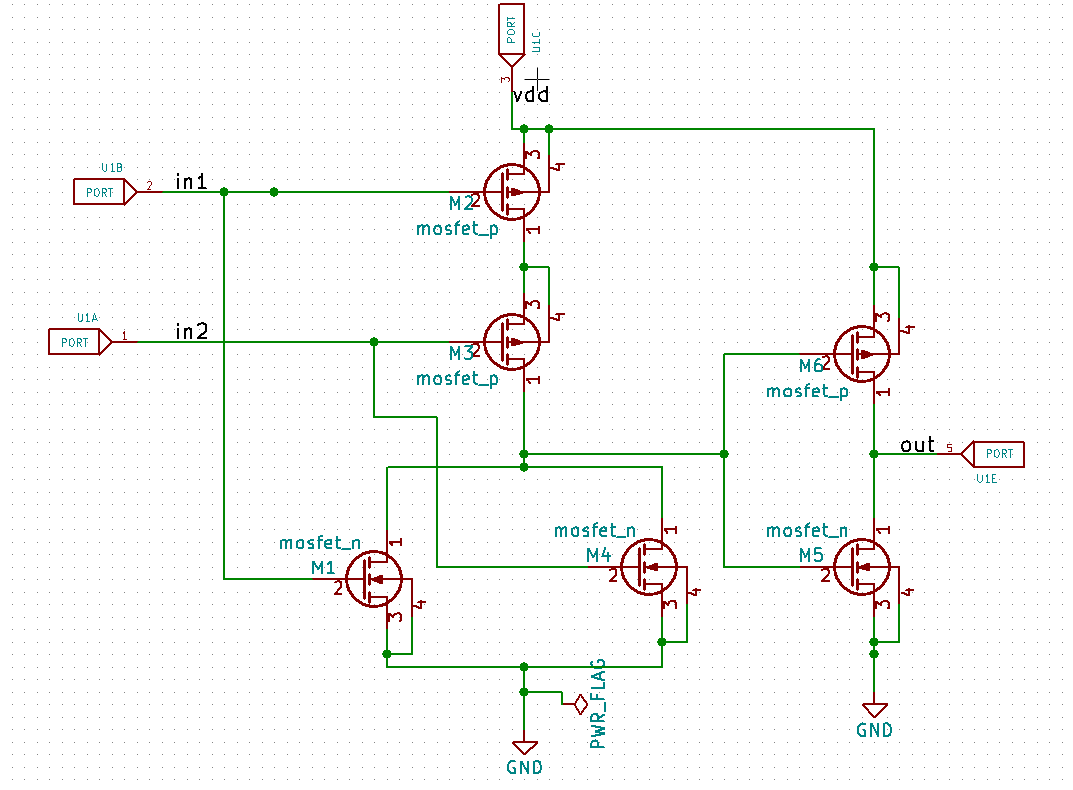 PORT
U1C
3
vdd
U1B
PORT
2
in1
3
4
M2
2
mosfet_p
1
U1A
PORT
1
in2
3
4
M3
2
mosfet_p
1
3
4
M6
2
mosfet_p
1
out
5
PORT
U1E
mosfet_n
M1
1
2
3
4
mosfet_n
M4
1
2
3
4
mosfet_n
M5
1
2
3
4
PWR_FLAG
GND
GND